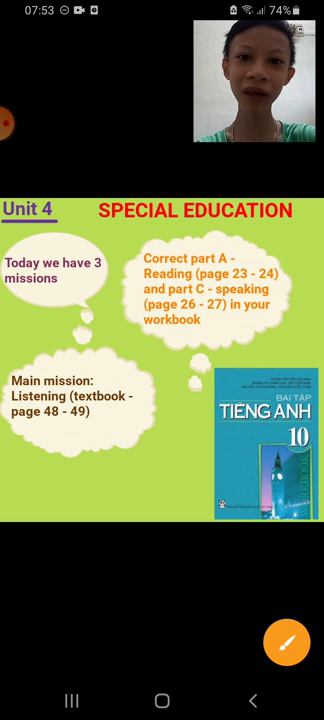 07:53
74%
Unit 4
SPECIAL EDUCATION
Today we have 3
missions
Correct part A -
Reading (page 23 - 24)
and part C - speaking
(page 26 - 27) in your
workbook
Main mission:
Listening (textbook -
page 48 - 49)
BÀI TẬP
TIẾNG ANH
10